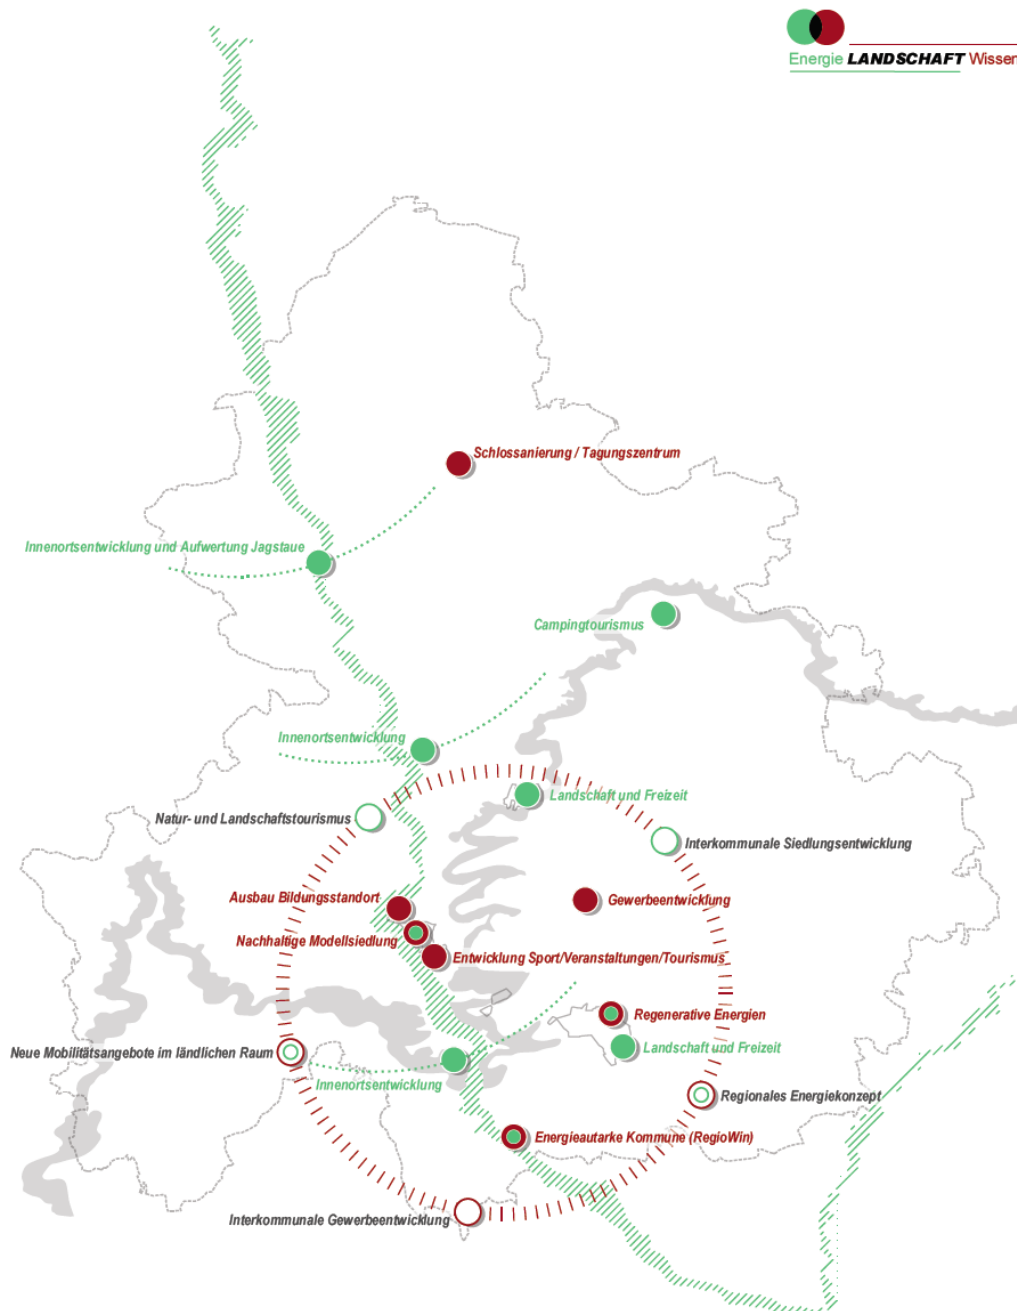 Energie LANDSCHAFT Wissen
Schlossanierung / Tagungszentrum
Innenortsentwicklung und Aufwertung Jagstaue
Campingtourismus
Innenortsentwicklung
Landschaft und Freizeit
Natur- und Landschaftstourismus
Interkommunale Siedlungsentwicklung
Ausbau Bildungsstandort
Gewerbeentwicklung
Nachhaltige Modellsiedlung
Entwicklung Sport/Veranstaltungen/Tourismus
Regenerative Energien
Landschaft und Freizeit
Neue Mobilitätsangebote im ländlichen Raum
Innenortsentwicklung
Regionales Energiekonzept
Energieautarke Kommune (RegioWin)
Interkommunale Gewerbeentwicklung